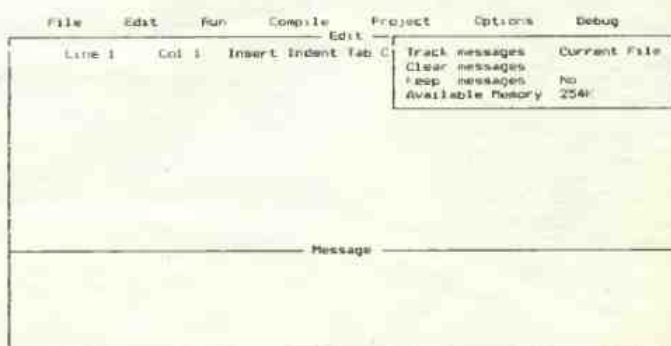 File Edit Run Compile Project Options Debug
Edit
Line 1 Col 1 Insert Indent Tab C Track messages Current File
Clear messages
Keep messages No
Available Memory 254K
Message